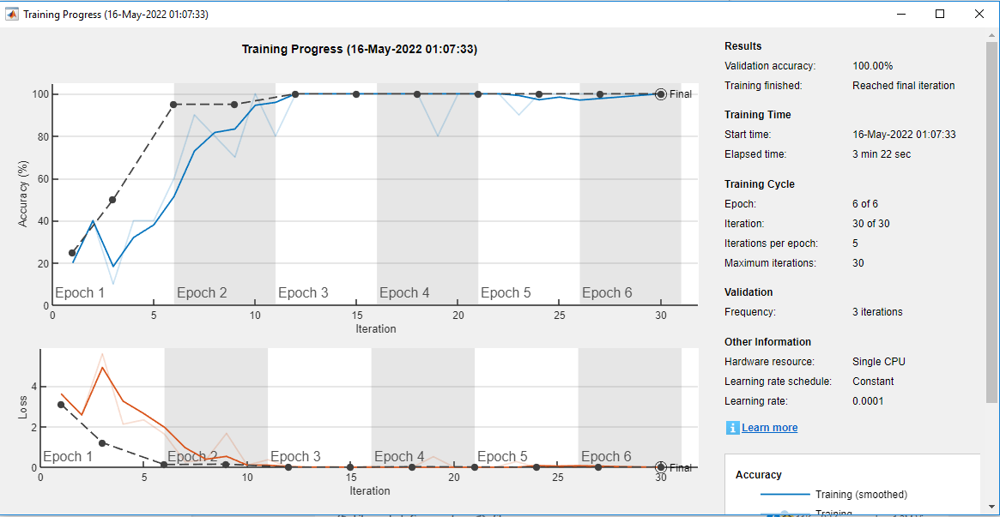 Training Progress (16-May-2022 01:07:33)
Training Progress (16-May-2022 01:07:33)
Accuracy (%)
100
80
60
40
20
0
Epoch 1 Epoch 2 Epoch 3 Epoch 4 Epoch 5 Epoch 6
Final
0 5 10 15 20 25 30
Iteration
Loss
4
2
0
Epoch 1 Epoch 2 Epoch 3 Epoch 4 Epoch 5 Epoch 6
Final
0 5 10 15 20 25 30
Iteration
Results
Validation accuracy: 100.00%
Training finished: Reached final iteration
Training Time
Start time: 16-May-2022 01:07:33
Elapsed time: 3 min 22 sec
Training Cycle
Epoch: 6 of 6
Iteration: 30 of 30
Iterations per epoch: 5
Maximum iterations: 30
Validation
Frequency: 3 iterations
Other Information
Hardware resource: Single CPU
Learning rate schedule: Constant
Learning rate: 0.0001
i Learn more
Accuracy
Training (smoothed)
Training